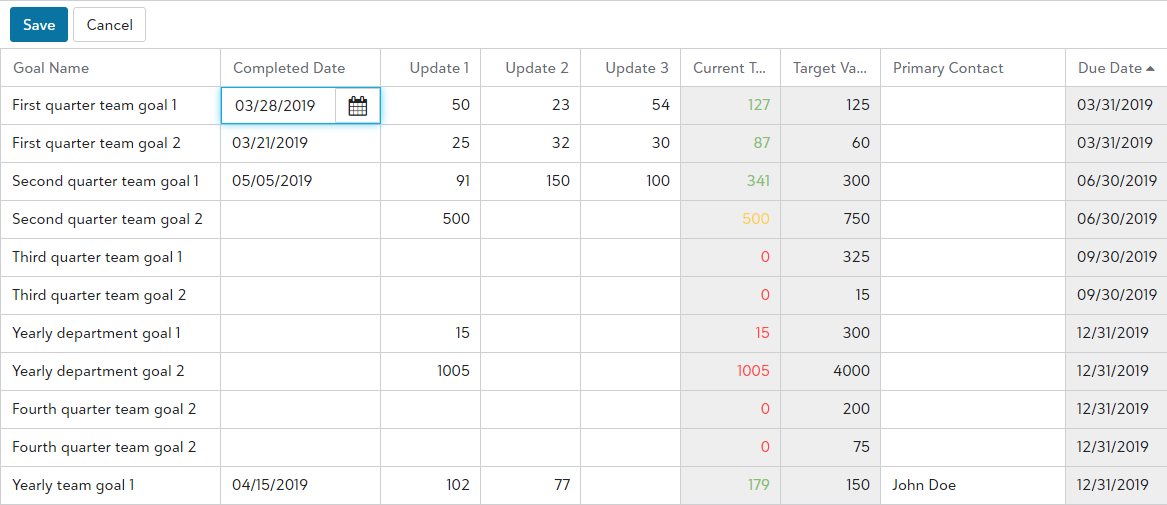 Save Cancel
Goal Name Completed Date Update 1 Update 2 Update 3 Current T... Target Va... Primary Contact Due Date
First quarter team goal 1 03/28/2019 50 23 54 127 125 03/31/2019
First quarter team goal 2 03/21/2019 25 32 30 87 60 03/31/2019
Second quarter team goal 1 05/05/2019 91 150 100 341 300 06/30/2019
Second quarter team goal 2 500 500 750 06/30/2019
Third quarter team goal 1 0 325 09/30/2019
Third quarter team goal 2 0 15 09/30/2019
Yearly department goal 1 15 15 300 12/31/2019
Yearly department goal 2 1005 1005 4000 12/31/2019
Fourth quarter team goal 2 0 200 12/31/2019
Fourth quarter team goal 2 0 75 12/31/2019
Yearly team goal 1 04/15/2019 102 77 179 150 John Doe 12/31/2019